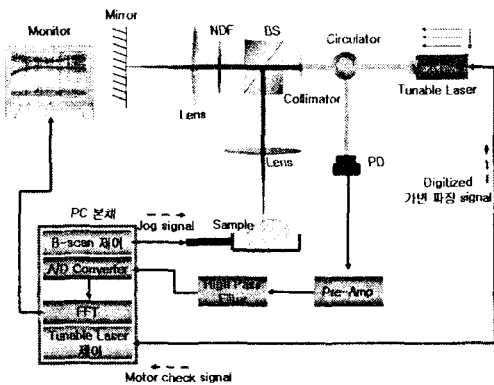 Monitor
Mirror
NDF
BS
Circulator
Lens
Collimator
Tunable Laser
Lens
PD
Digitized
가변 파장 signal
PC 본체
Jog signal
Sample
B-scan 제어
A/D Converter
High Pass
Filter
Pre-Amp
FFT
Tunable Laser
제어
Motor check signal